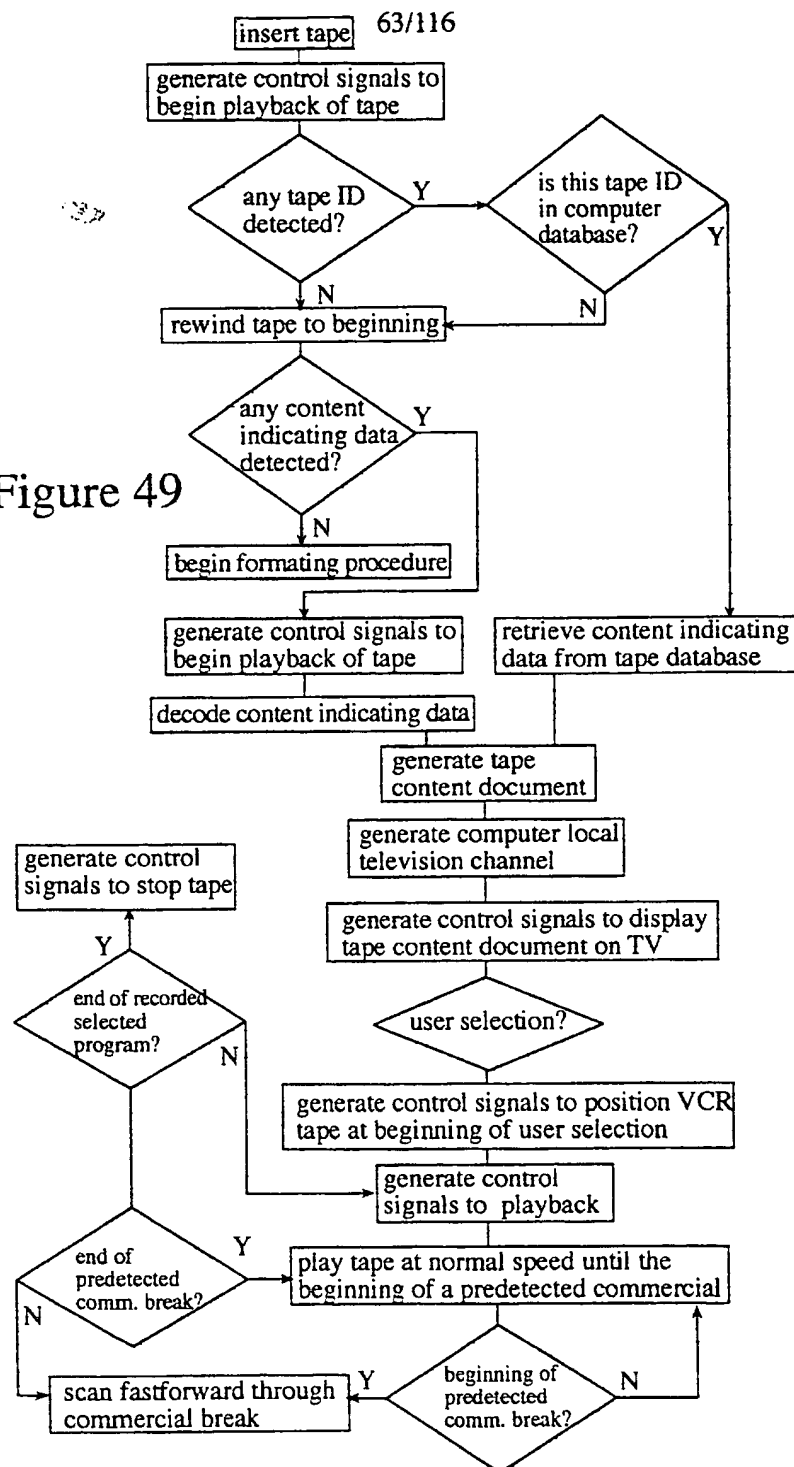 63/116
insert tape
generate control signals to
begin playback of tape
any tape ID
detected?
Y
is this tape ID
in computer
database?
Y
N
N
rewind tape to beginning
any content
indicating data
detected?
Y
Figure 49
N
begin formating procedure
generate control signals to
begin playback of tape
retrieve content indicating
data from tape database
decode content indicating data
generate tape
content document
generate computer local
television channel
generate control
signals to stop tape
generate control signals to display
tape content document on TV
Y
end of recorded
selected
program?
N
user selection?
generate control signals to position VCR
tape at beginning of user selection
generate control
signals to playback
end of
predetected
comm. break?
Y
N
play tape at normal speed until the
beginning of a predetected commercial
scan fastforward through
commercial break
Y
beginning of
predetected
comm. break?
N